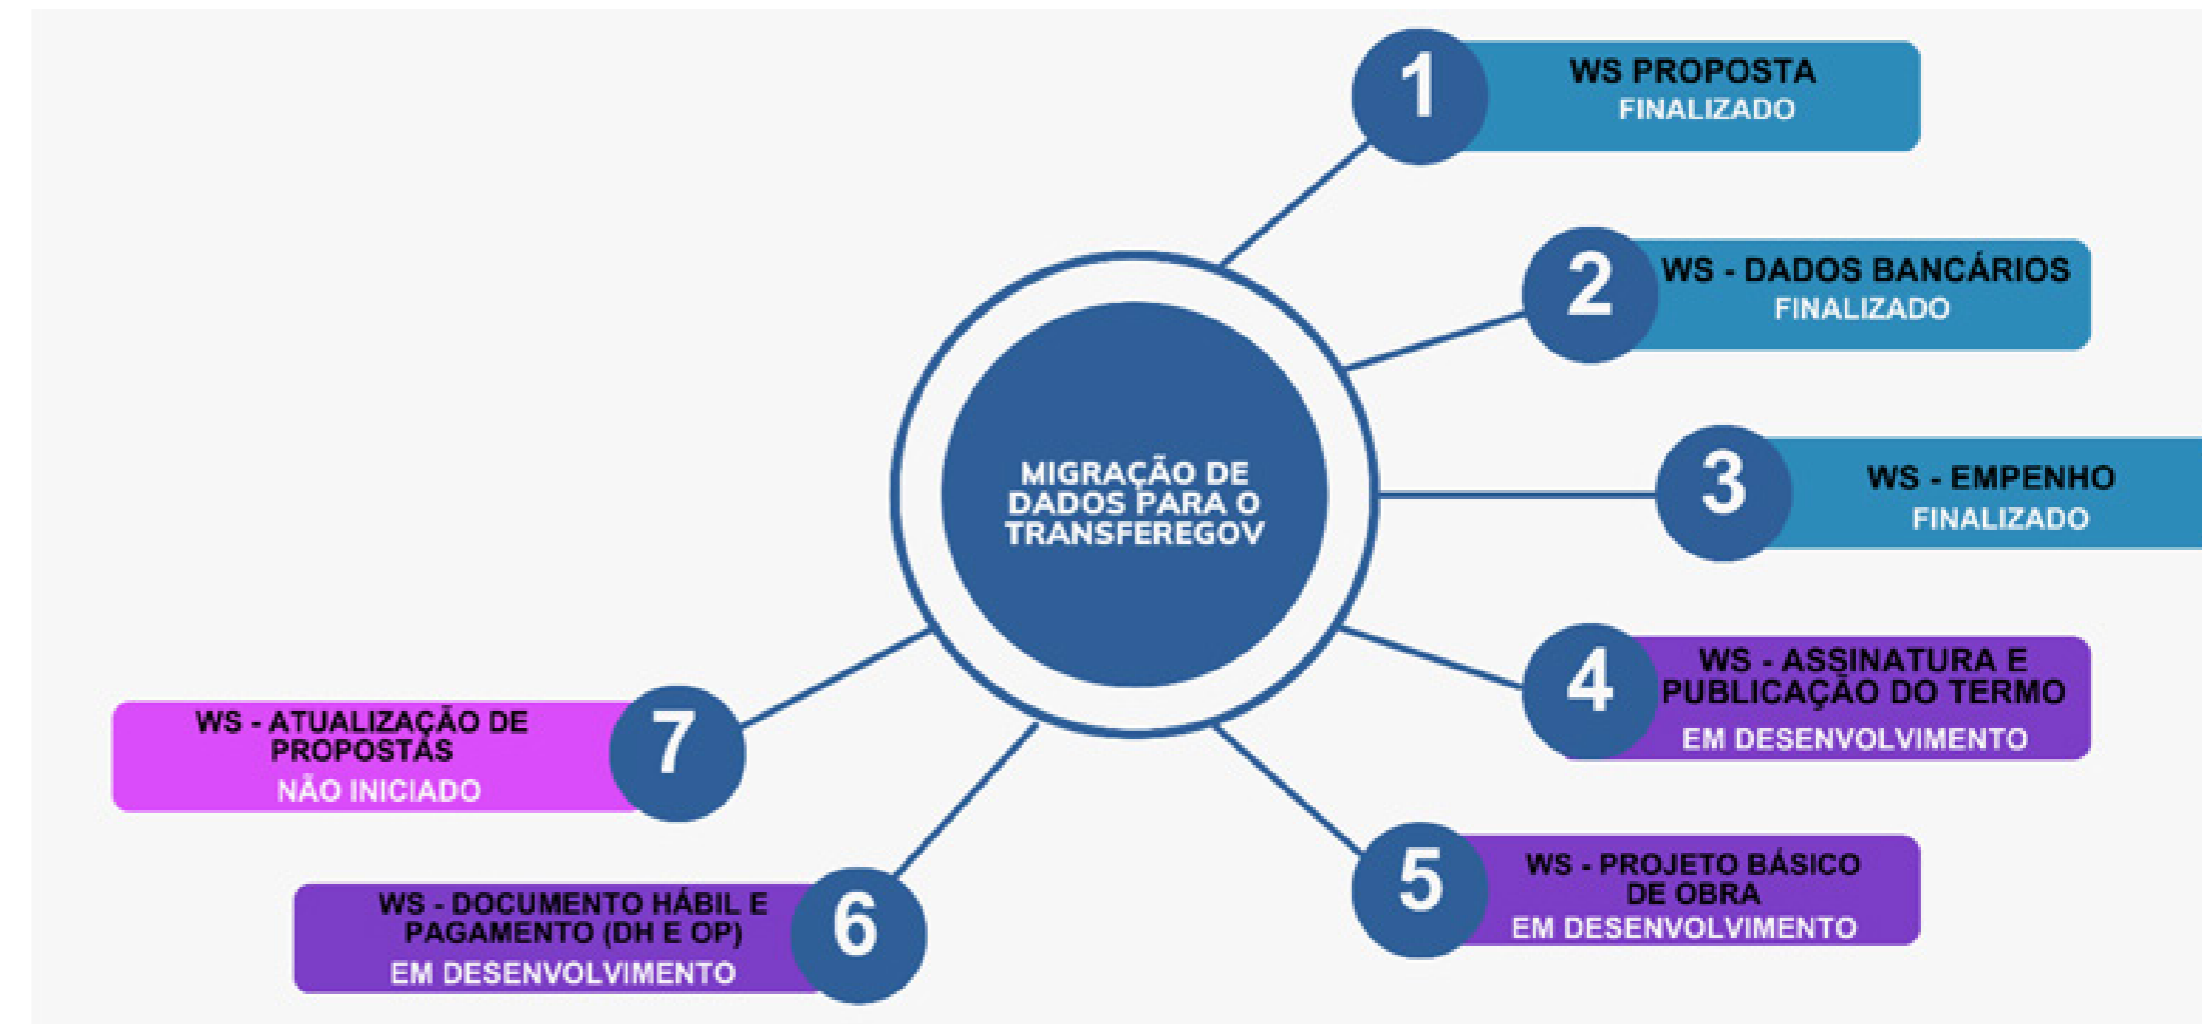 MIGRAÇÃO DE
DADOS PARA O
TRANSFEREGOV
1
WS PROPOSTA
FINALIZADO
2
WS - DADOS BANCÁRIOS
FINALIZADO
3
WS - EMPENHO
FINALIZADO
4
WS - ASSINATURA E
PUBLICAÇÃO DO TERMO
EM DESENVOLVIMENTO
5
WS - PROJETO BÁSICO
DE OBRA
EM DESENVOLVIMENTO
6
WS - DOCUMENTO HÁBIL E
PAGAMENTO (DH E OP)
EM DESENVOLVIMENTO
7
WS - ATUALIZAÇÃO DE
PROPOSTAS
NÃO INICIADO